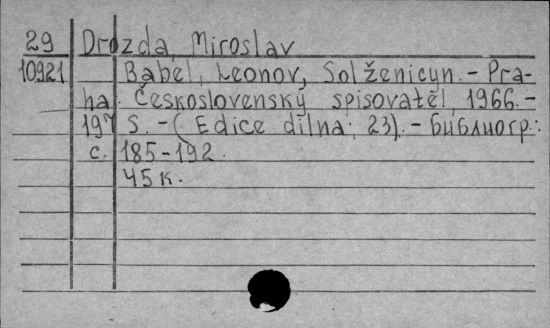 29 Drozda, Miroslav
10921 Babel, Leonov, Solženicyn. - Pra-
ha: Československý spisovatěl, 1966. -
197 s. - (Edice dílna; 23). - Библиогр.:
c. 185-192.
45 к.